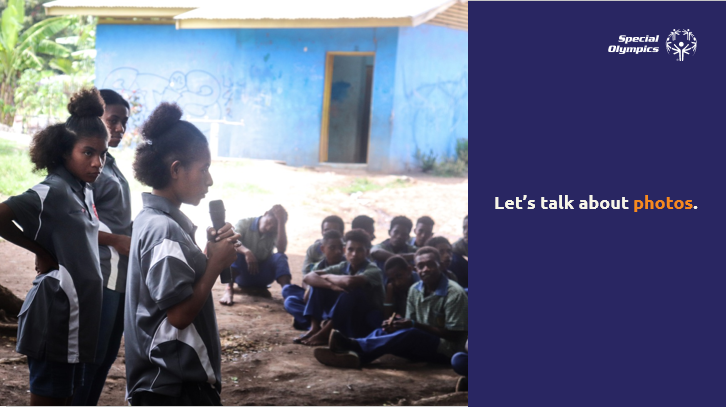 Special
Olympics
Let's talk about photos.